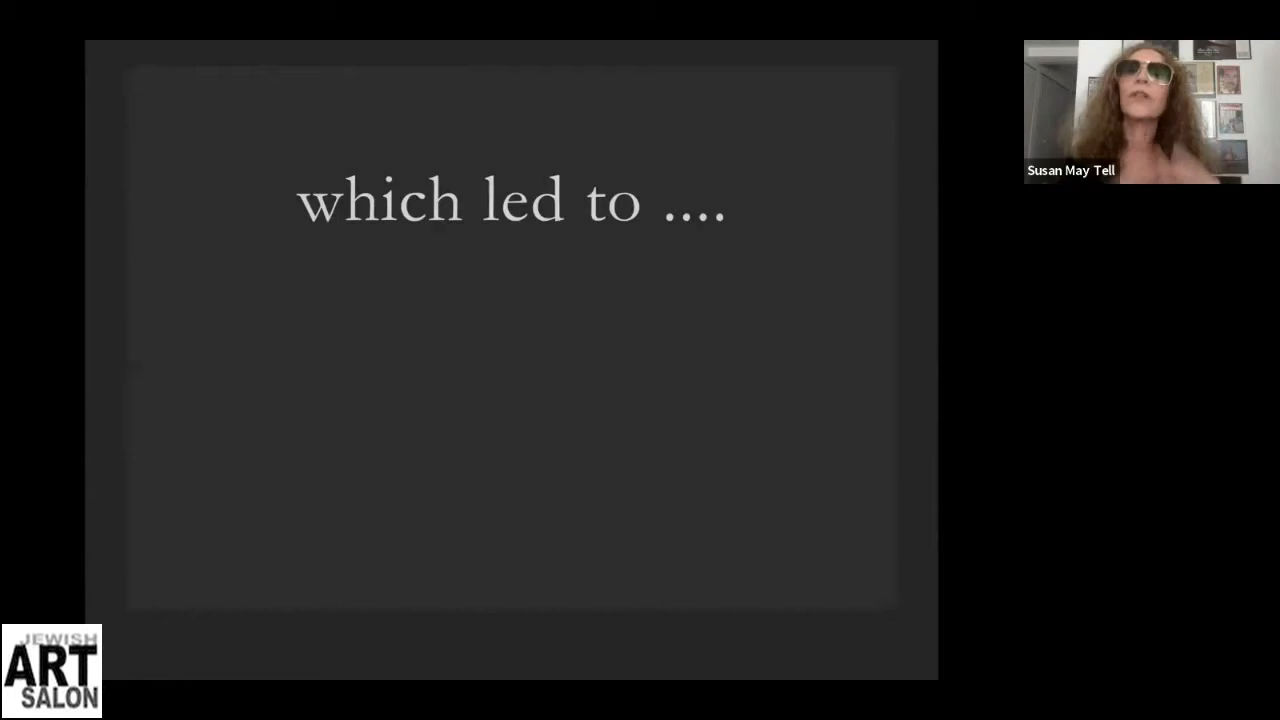 which led to ....
Susan May Tell
JEWISH
ART
SALON